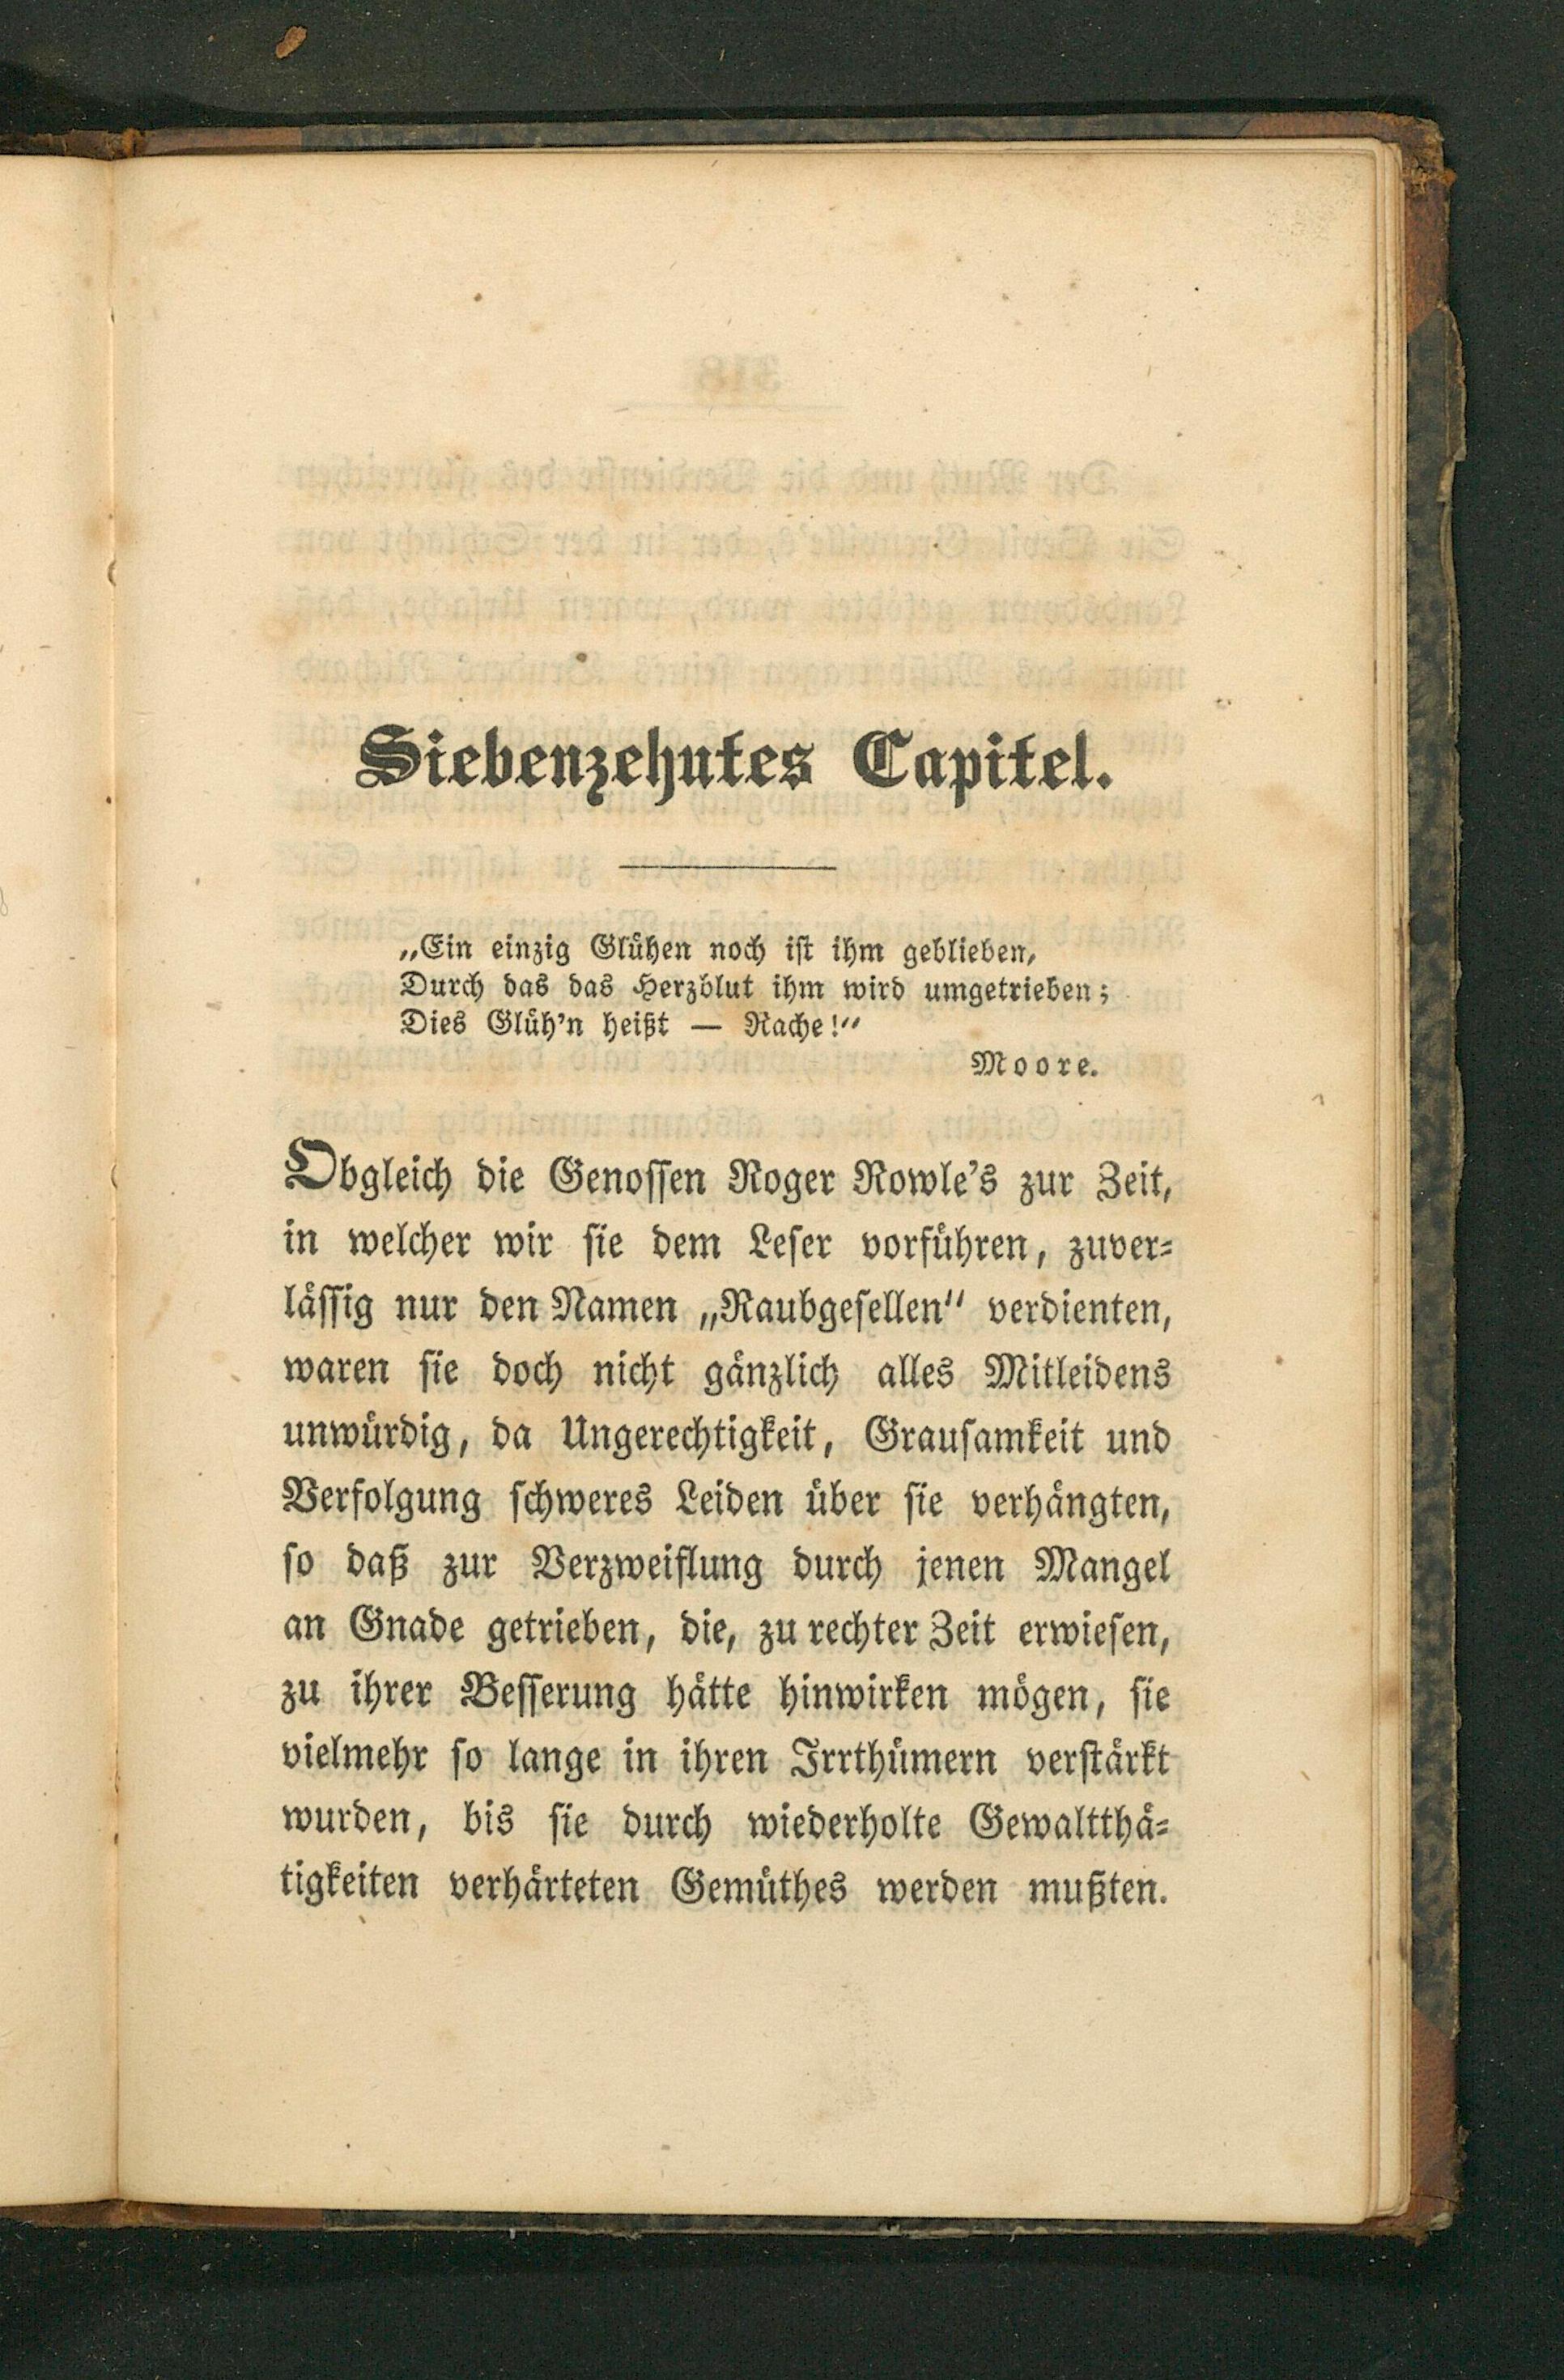 Siebenzehntes Capitel.
„Ein einzig Glühen noch ist ihm geblieben,
Durch das das Herzblut ihm wird umgetrieben;
Dies Glüh'n heißt — Rache!“
Moore.
Obgleich die Genossen Roger Rowle's zur Zeit,
in welcher wir sie dem Leser vorführen, zuver-
lässig nur den Namen „Raubgesellen“ verdienten,
waren sie doch nicht gänzlich alles Mitleidens
unwürdig, da Ungerechtigkeit, Grausamkeit und
Verfolgung schweres Leiden über sie verhängten,
so daß zur Verzweiflung durch jenen Mangel
an Gnade getrieben, die, zu rechter Zeit erwiesen,
zu ihrer Besserung hätte hinwirken mögen, sie
vielmehr so lange in ihren Irrthümern verstärkt
wurden, bis sie durch wiederholte Gewaltthä-
tigkeiten verhärteten Gemüthes werden mußten.